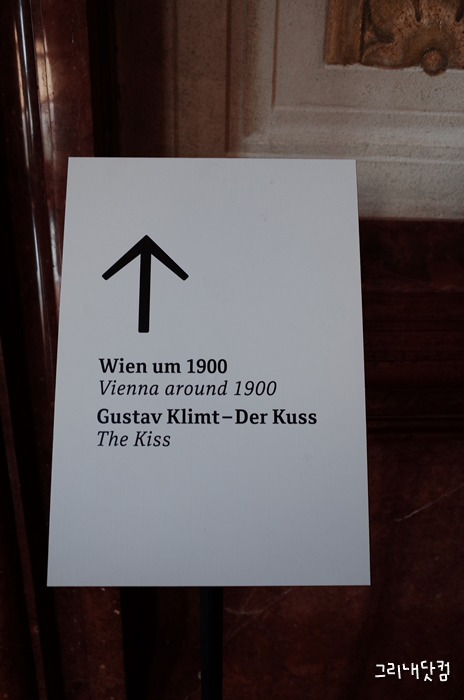 Wien um 1900
Vienna around 1900
Gustav Klimt–Der Kuss
The Kiss
그리내닷컴